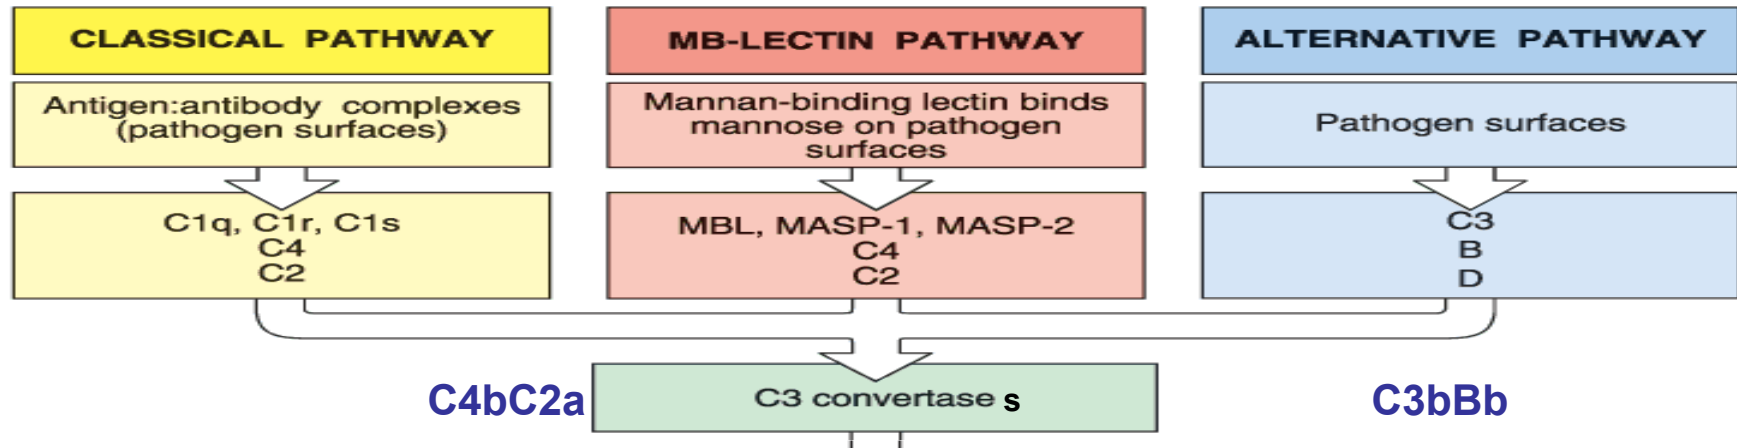 CLASSICAL PATHWAY
Antigen:antibody complexes
(pathogen surfaces)
C1q, C1r, C1s
C4
C2
MB-LECTIN PATHWAY
Mannan-binding lectin binds
mannose on pathogen
surfaces
MBL, MASP-1, MASP-2
C4
C2
ALTERNATIVE PATHWAY
Pathogen surfaces
C3
B
D
C4bC2a
C3 convertase s
C3bBb